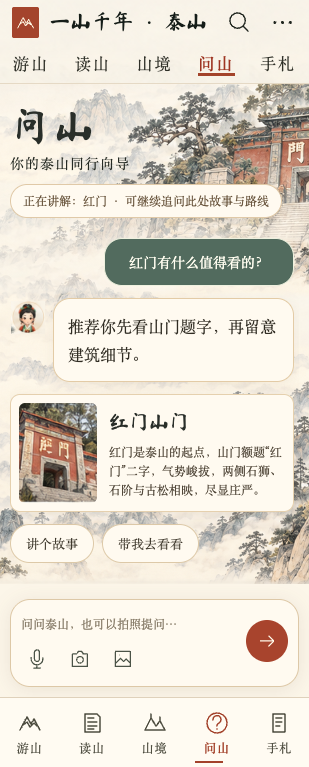 一山千年 · 泰山
游山 读山 山境 问山 手札
问山
你的泰山同行向导
正在讲解：红门 · 可继续追问此处故事与路线
红门有什么值得看的？
推荐你先看山门题字，再留意
建筑细节。
红门山门
红门是泰山的起点，山门额题“红
门”二字，气势峻拔，两侧石狮、
石阶与古松相映，尽显庄严。
讲个故事 带我去看看
问问泰山，也可以拍照提问…
游山 读山 山境 问山 手札